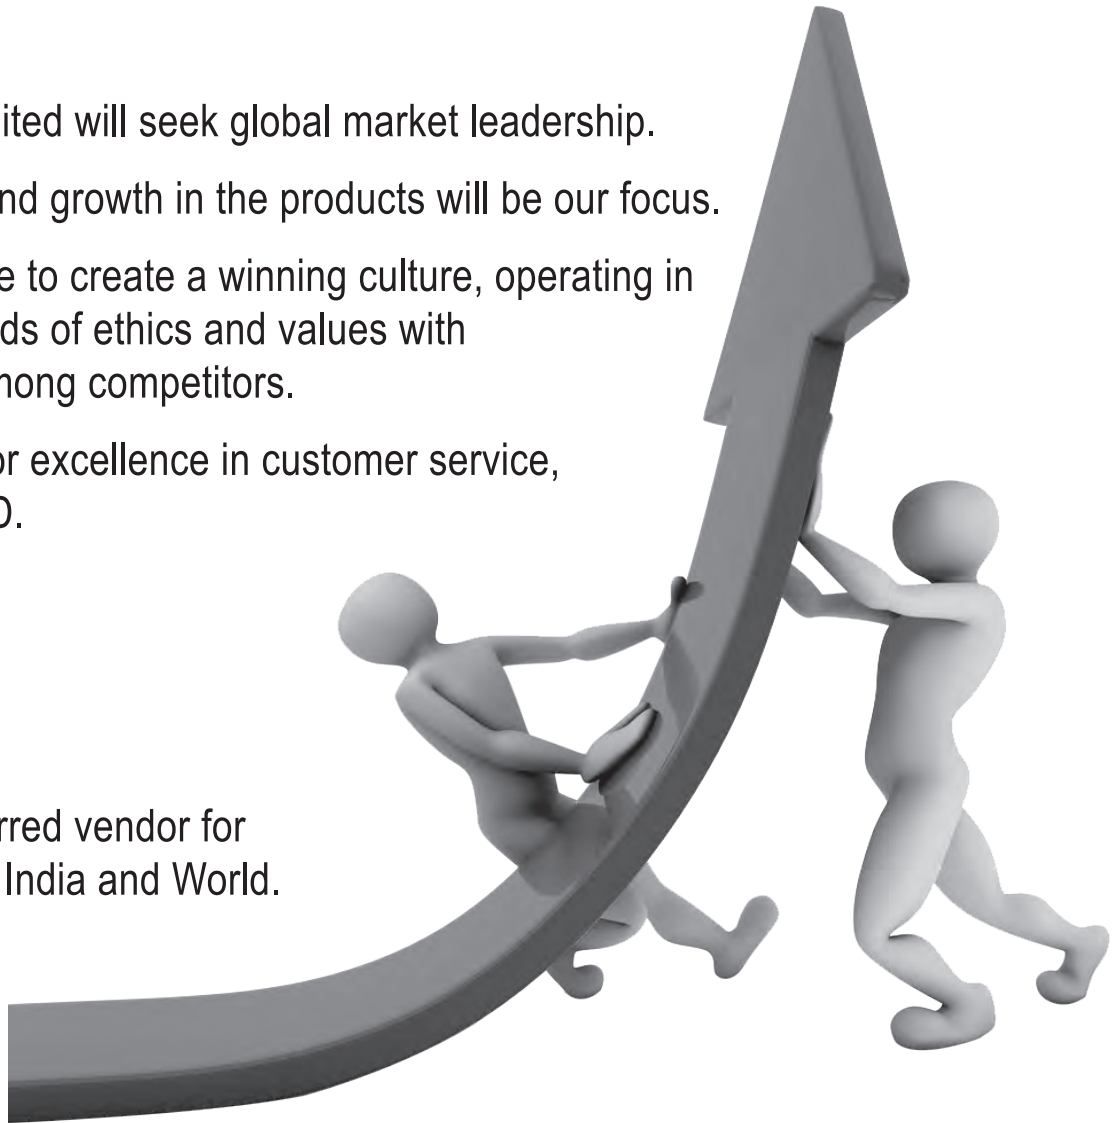 ited will seek global market leadership.
nd growth in the products will be our focus.
e to create a winning culture, operating in
ds of ethics and values with
mong competitors.
or excellence in customer service,
D.
rred vendor for
India and World.